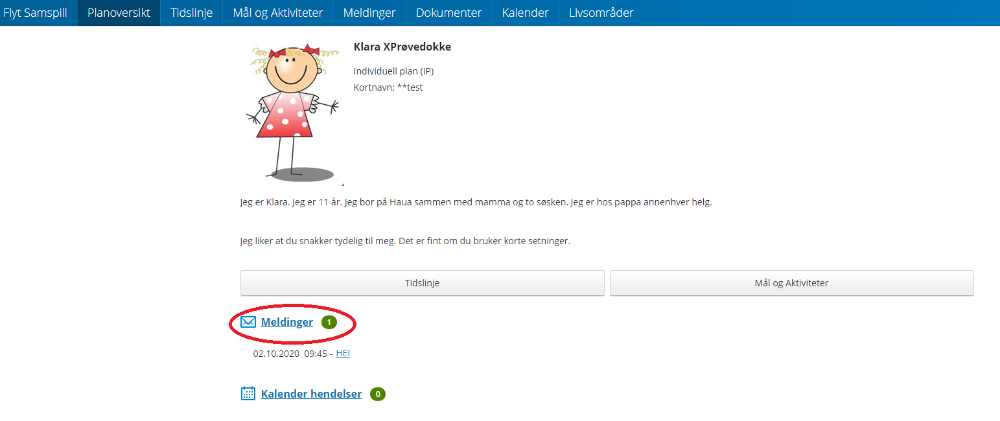 Flyt Samspill Planoversikt Tidslinje Mål og Aktiviteter Meldinger Dokumenter Kalender Livsområder
Klara XPrøvedokke
Individuell plan (IP)
Kortnavn: **test
Jeg er Klara. Jeg er 11 år. Jeg bor på Haua sammen med mamma og to søsken. Jeg er hos pappa annenhver helg.
Jeg liker at du snakker tydelig til meg. Det er fint om du bruker korte setninger.
Tidslinje Mål og Aktiviteter
Meldinger 1
02.10.2020 09:45 - HEI
Kalender hendelser 0